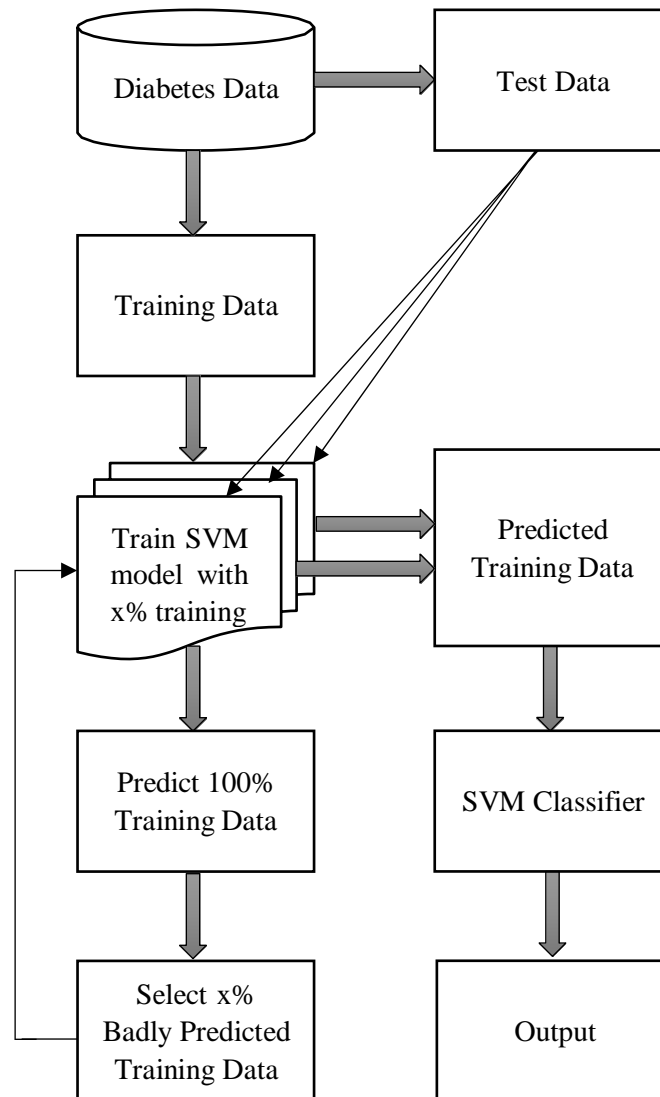 Diabetes Data
Test Data
Training Data
Train SVM
model with
x% training
Predicted
Training Data
Predict 100%
Training Data
SVM Classifier
Select x%
Badly Predicted
Training Data
Output